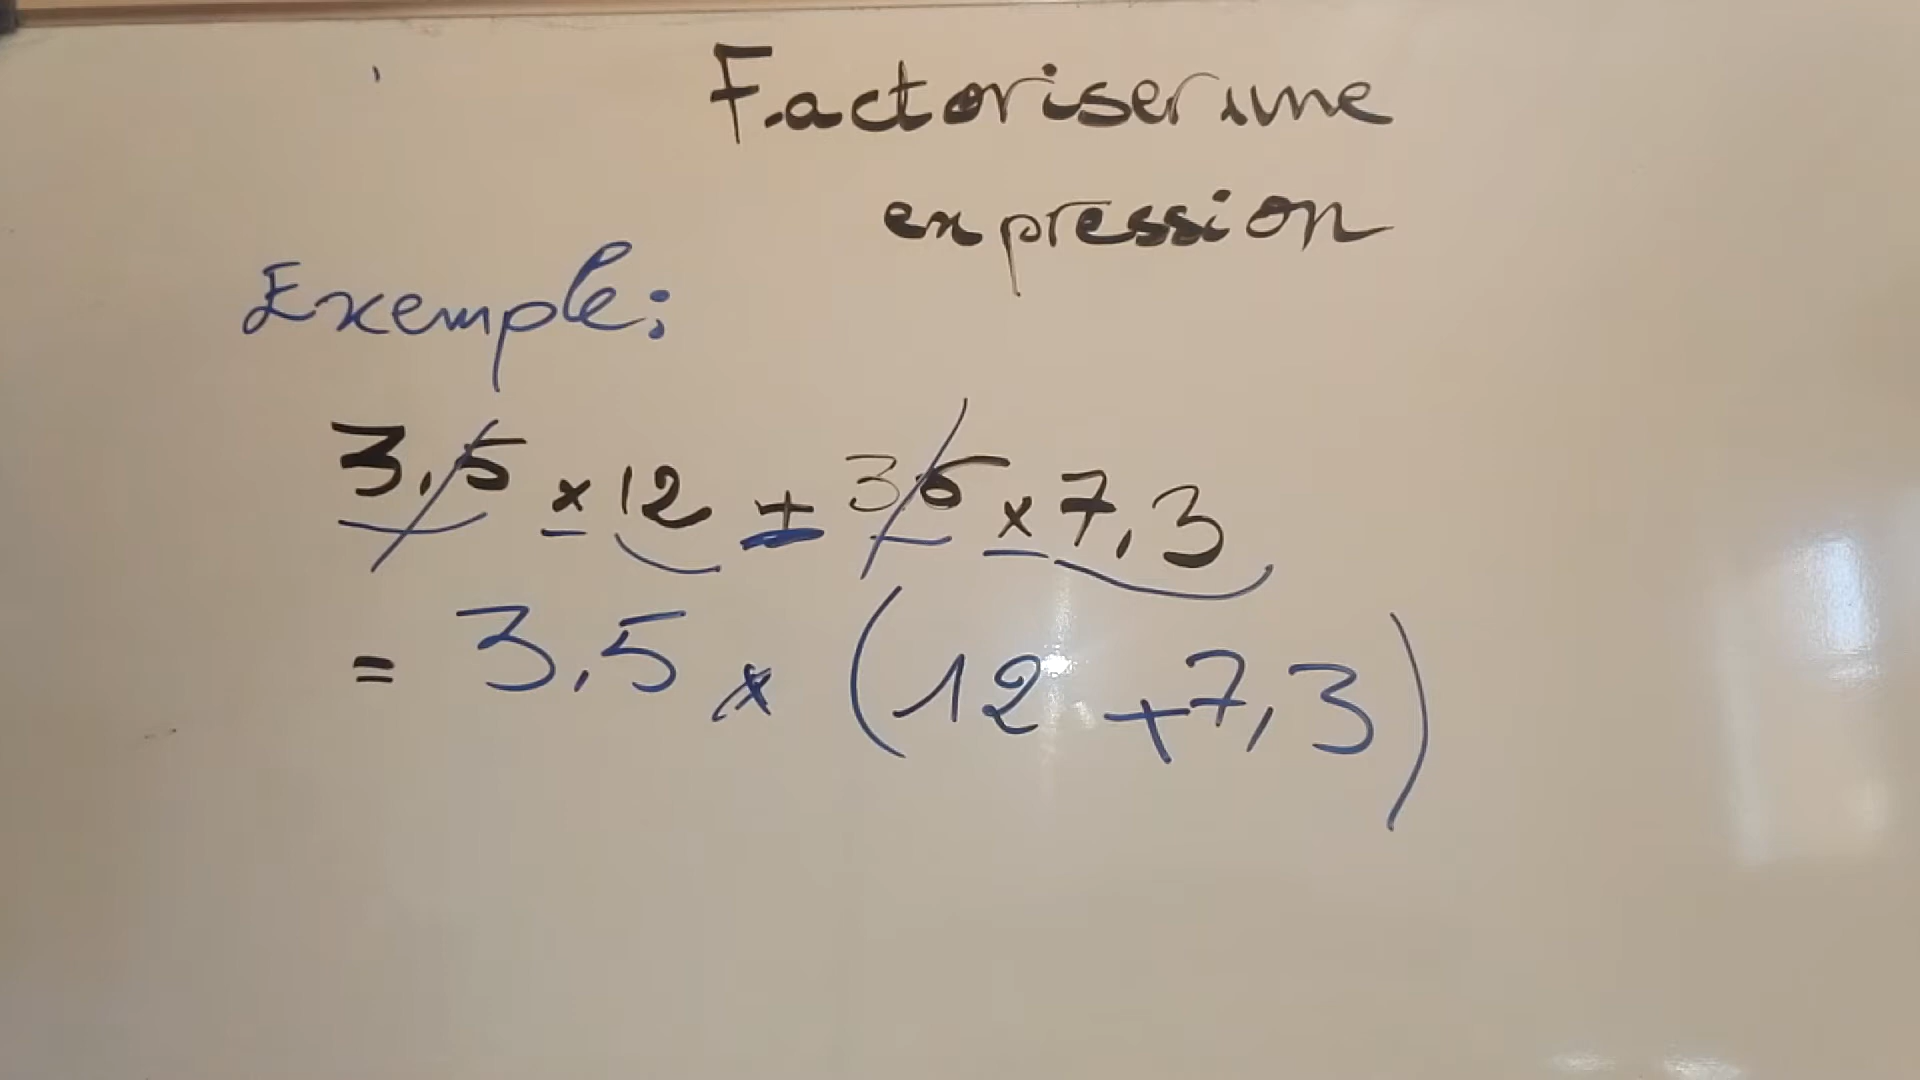 Factoriser une
expression
Exemple:
3,5 × 12 + 3,5 × 7,3
= 3,5 × (12 + 7,3)